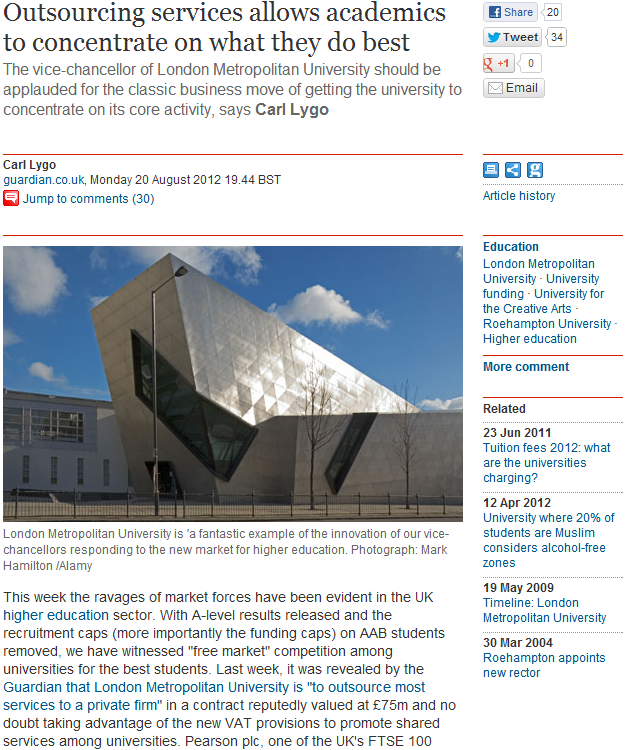 Outsourcing services allows academics
to concentrate on what they do best
The vice-chancellor of London Metropolitan University should be
applauded for the classic business move of getting the university to
concentrate on its core activity, says Carl Lygo
Share 20
Tweet 34
+1 0
Email
Carl Lygo
guardian.co.uk, Monday 20 August 2012 19.44 BST
Jump to comments (30)
Article history
London Metropolitan University is 'a fantastic example of the innovation of our vice-
chancellors responding to the new market for higher education. Photograph: Mark
Hamilton /Alamy
This week the ravages of market forces have been evident in the UK
higher education sector. With A-level results released and the
recruitment caps (more importantly the funding caps) on AAB students
removed, we have witnessed "free market" competition among
universities for the best students. Last week, it was revealed by the
Guardian that London Metropolitan University is "to outsource most
services to a private firm" in a contract reputedly valued at £75m and no
doubt taking advantage of the new VAT provisions to promote shared
services among universities. Pearson plc, one of the UK's FTSE 100
Education
London Metropolitan
University · University
funding · University for
the Creative Arts ·
Roehampton University ·
Higher education
More comment
Related
23 Jun 2011
Tuition fees 2012: what
are the universities
charging?
12 Apr 2012
University where 20% of
students are Muslim
considers alcohol-free
zones
19 May 2009
Timeline: London
Metropolitan University
30 Mar 2004
Roehampton appoints
new rector